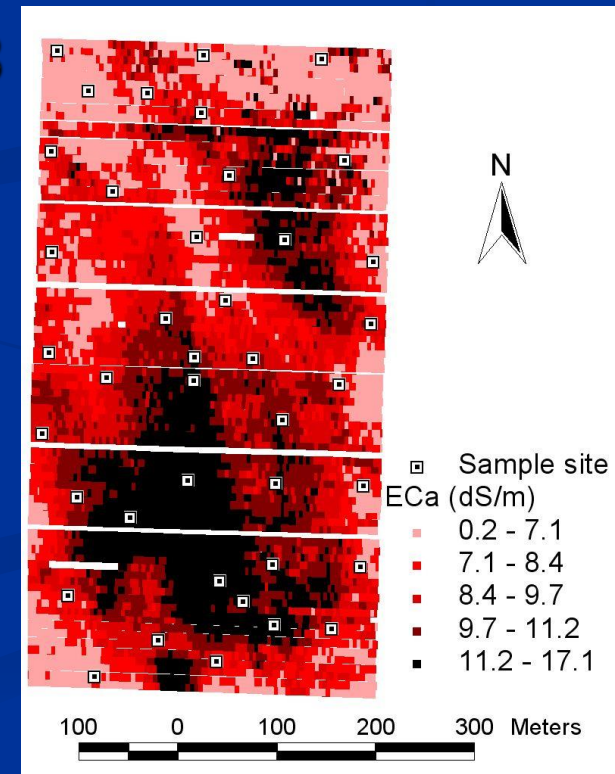 N
Sample site
ECa (dS/m)
0.2 - 7.1
7.1 - 8.4
8.4 - 9.7
9.7 - 11.2
11.2 - 17.1
100 0 100 200 300 Meters